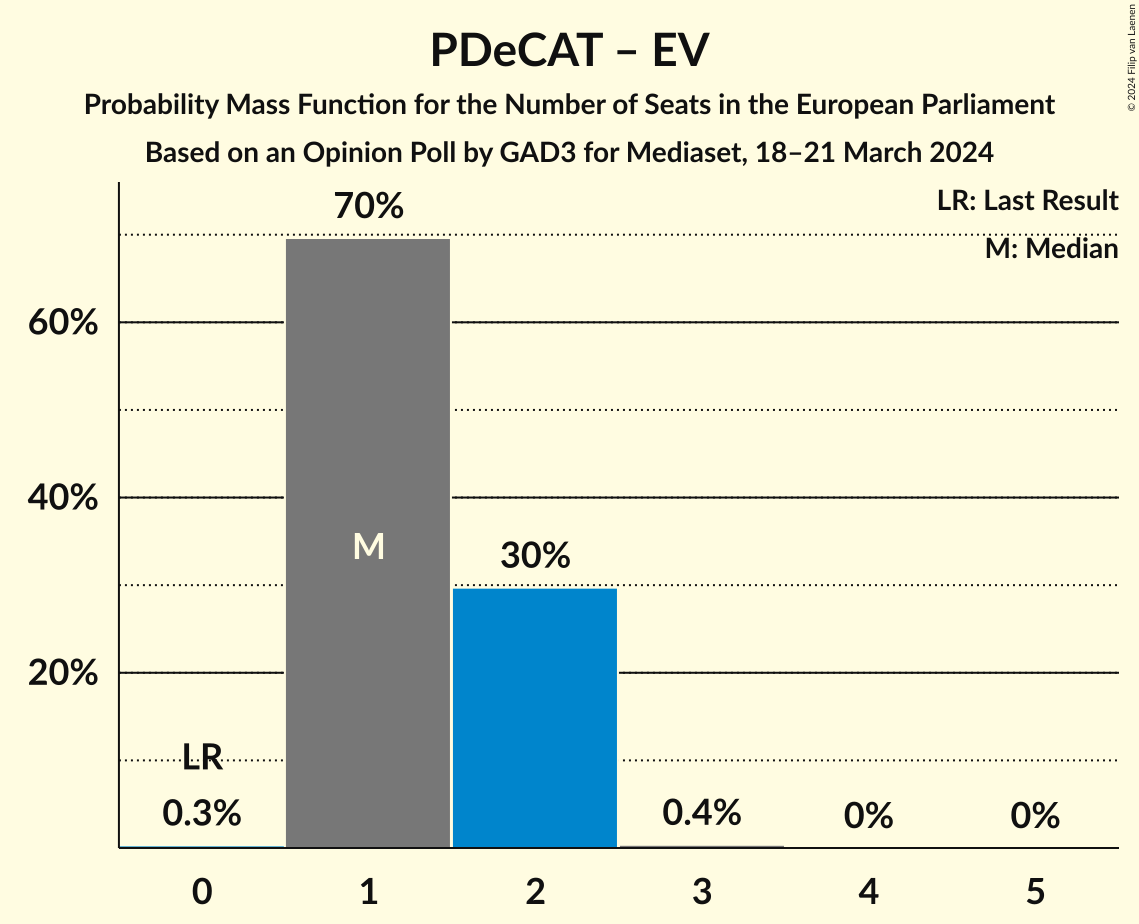 PDeCAT – EV
Probability Mass Function for the Number of Seats in the European Parliament
Based on an Opinion Poll by GAD3 for Mediaset, 18–21 March 2024
© 2024 Filip van Laenen
LR: Last Result
M: Median
70%
60%
40%
M
30%
20%
LR
0.3%
0.4%
0%
0%
0
1
2
3
4
5